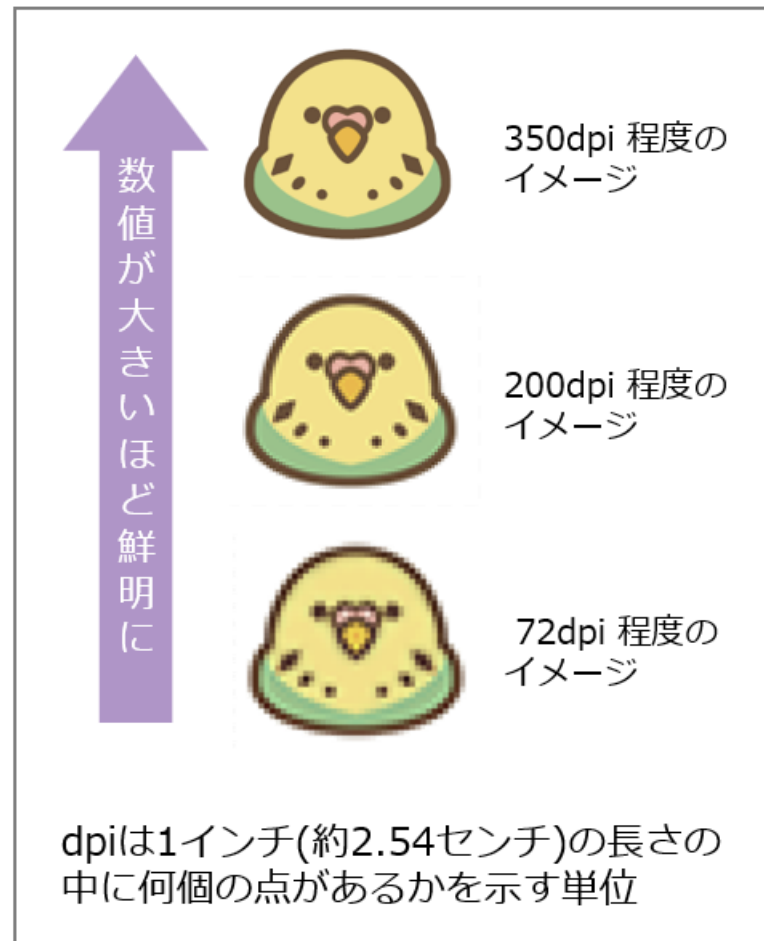 数値が大きいほど鮮明に
350dpi 程度の
イメージ
200dpi 程度の
イメージ
72dpi 程度の
イメージ
dpiは1インチ(約2.54センチ)の長さの
中に何個の点があるかを示す単位